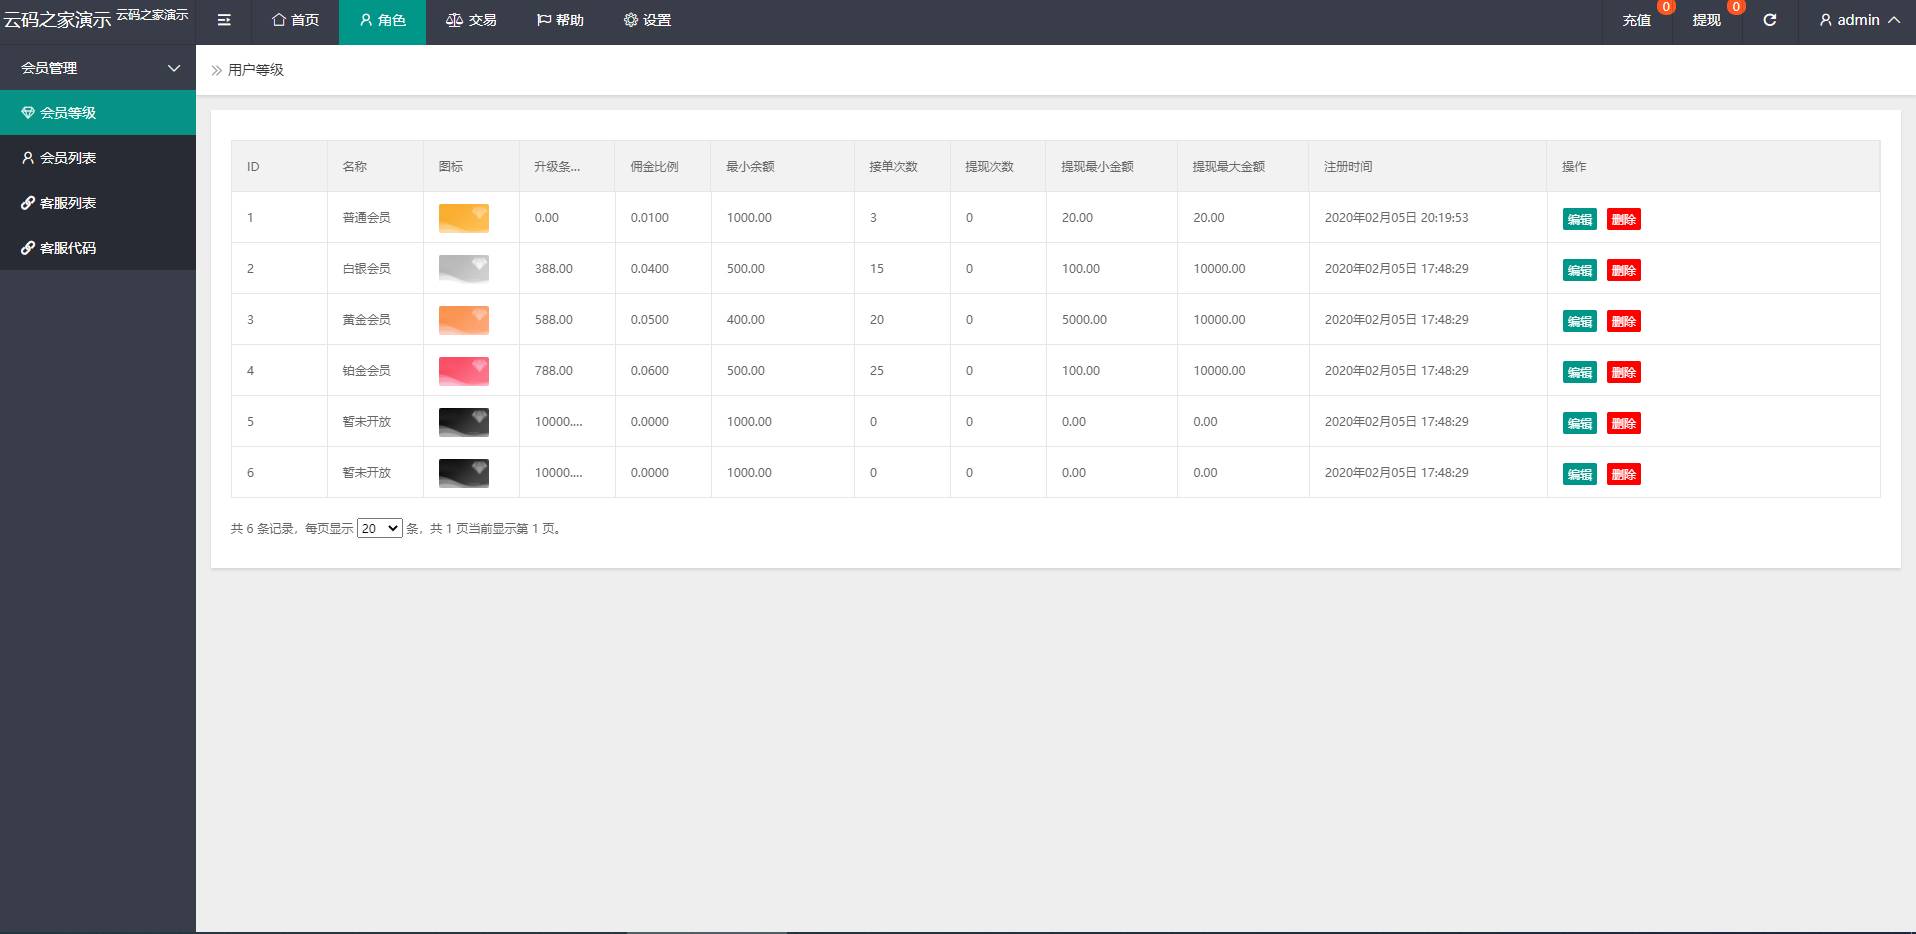 云码之家演示 云码之家演示 首页 角色 交易 帮助 设置 充值 0 提现 0 admin
会员管理
会员等级
会员列表
客服列表
客服代码
用户等级
ID 名称 图标 升级条... 佣金比例 最小余额 接单次数 提现次数 提现最小金额 提现最大金额 注册时间 操作
1 普通会员 0.00 0.0100 1000.00 3 0 20.00 20.00 2020年02月05日 20:19:53 编辑 删除
2 白银会员 388.00 0.0400 500.00 15 0 100.00 10000.00 2020年02月05日 17:48:29 编辑 删除
3 黄金会员 588.00 0.0500 400.00 20 0 5000.00 10000.00 2020年02月05日 17:48:29 编辑 删除
4 铂金会员 788.00 0.0600 500.00 25 0 100.00 10000.00 2020年02月05日 17:48:29 编辑 删除
5 暂未开放 10000.... 0.0000 1000.00 0 0 0.00 0.00 2020年02月05日 17:48:29 编辑 删除
6 暂未开放 10000.... 0.0000 1000.00 0 0 0.00 0.00 2020年02月05日 17:48:29 编辑 删除
共 6 条记录，每页显示 20 条，共 1 页当前显示第 1 页。